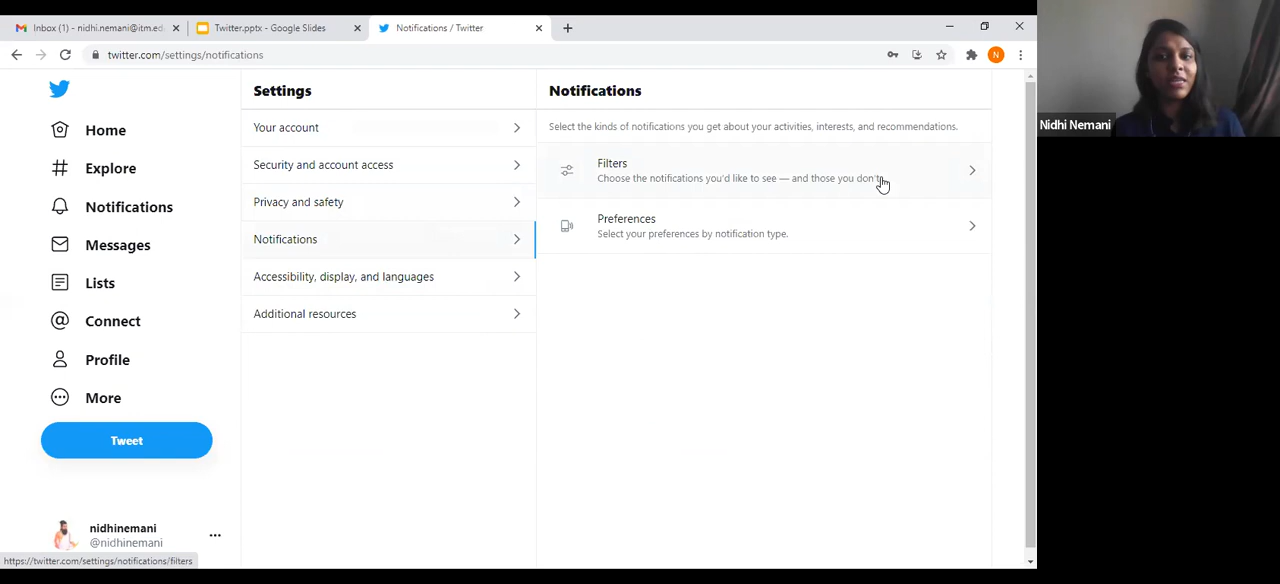 Inbox (1) - nidhi.nemani@itm.ed
Twitter.pptx - Google Slides
Notifications / Twitter
twitter.com/settings/notifications
N
Home
Explore
Notifications
Messages
Lists
Connect
Profile
More
Tweet
nidhinemani
@nidhinemani
https://twitter.com/settings/notifications/filters
Settings
Your account
Security and account access
Privacy and safety
Notifications
Accessibility, display, and languages
Additional resources
Notifications
Select the kinds of notifications you get about your activities, interests, and recommendations.
Filters
Choose the notifications you'd like to see — and those you don't.
Preferences
Select your preferences by notification type.
Nidhi Nemani